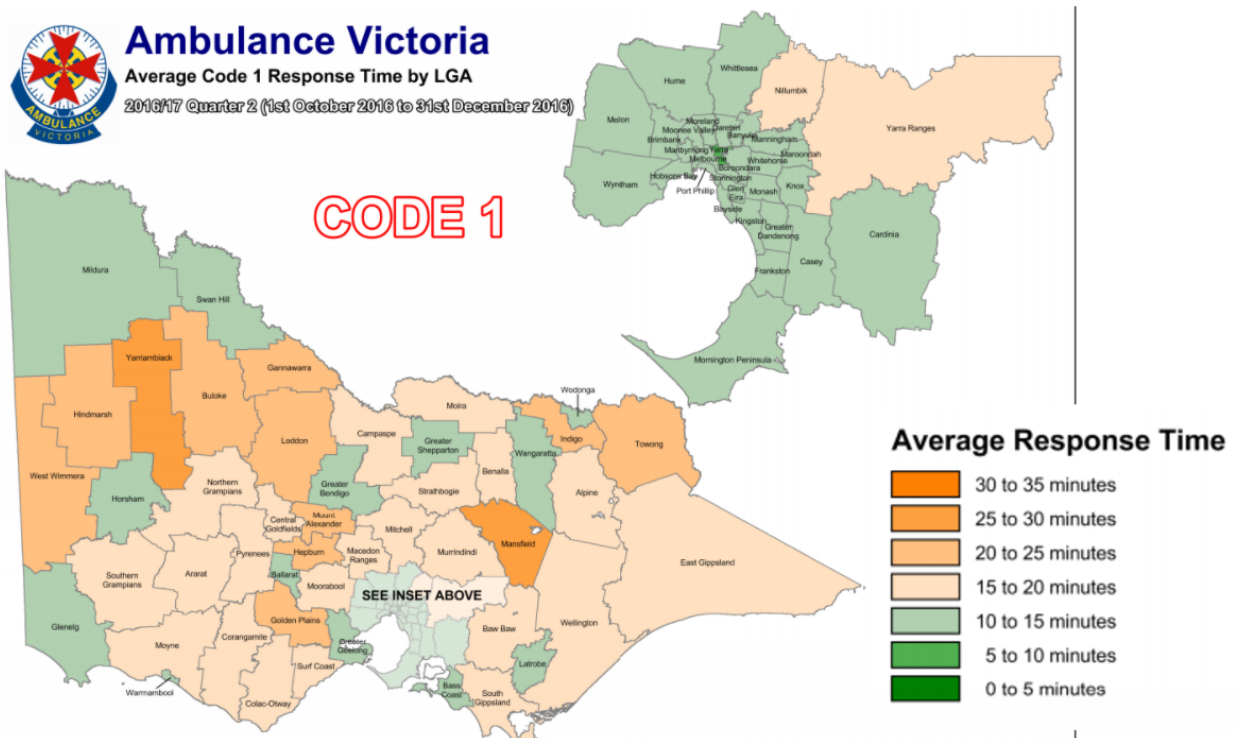 Ambulance Victoria
Average Code 1 Response Time by LGA
2016/17 Quarter 2 (1st October 2016 to 31st December 2016)
AMBULANCE
VICTORIA
CODE 1
Whittlesea
Hume
Nillumbik
Melon
Yarra Ranges
Moreland
Moonee Valley
Darebin
Banyule
Brimbank
Manningham
Yarra
Maroondah
Melbourne
Whitehorse
Boroondara
Wyntham
Hobsons Bay
Stonnington
Port Phillip
Glen
Eira
Monash
Knox
Bayside
Kingston
Greater
Dandenong
Cardinia
Casey
Frankston
Mornington Peninsula
Mildura
Swan Hill
Yarriambiack
Gannawarra
Hindmarsh
Buloke
Wodonga
Moira
Campaspe
Greater
Shepparton
Indigo
Towong
Loddon
Wangaratta
West Wimmera
Benalla
Northern
Grampians
Greater
Bendigo
Strathbogie
Alpine
Horsham
Central
Goldfields
Mount
Alexander
Mitchell
Mansfield
Pyrenees
Hepburn
Macedon
Ranges
Murrindindi
East Gippsland
Southern
Grampians
Ararat
Ballarat
Moorabool
SEE INSET ABOVE
Glenelg
Golden Plains
Baw Baw
Wellington
Moyne
Corangamite
Greater
Geelong
Latrobe
Surf Coast
Bass
Coast
South
Gippsland
Warrnambool
Colac-Otway
Average Response Time
30 to 35 minutes
25 to 30 minutes
20 to 25 minutes
15 to 20 minutes
10 to 15 minutes
5 to 10 minutes
0 to 5 minutes